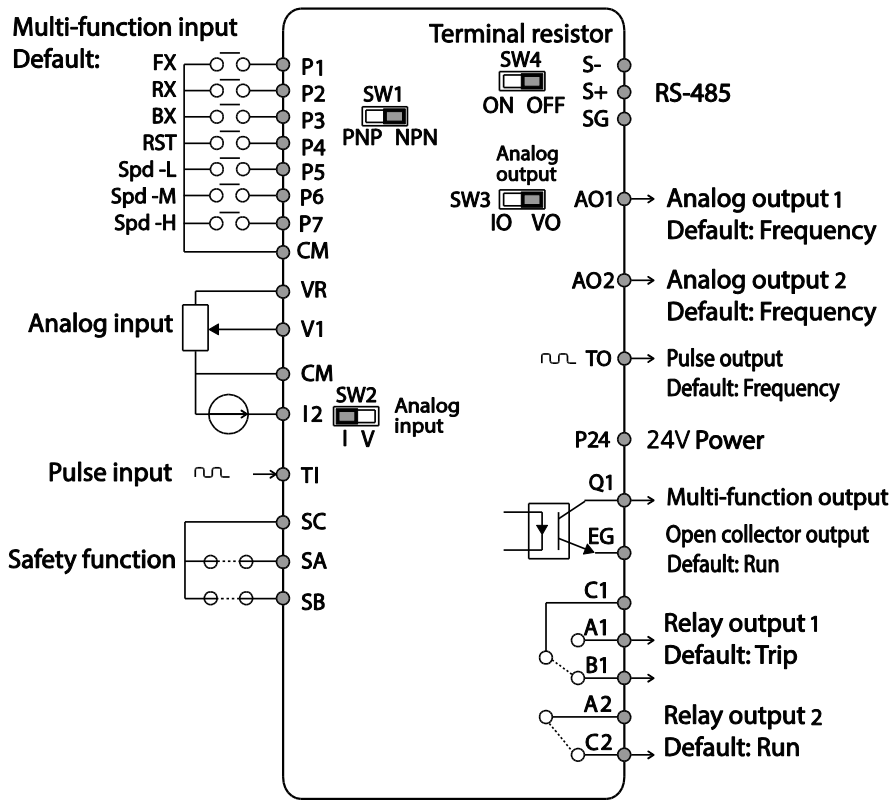 Multi-function input
Default:
FX
RX
BX
RST
Spd -L
Spd -M
Spd -H
P1
P2
P3
P4
P5
P6
P7
CM
SW1
PNP NPN
Analog input
VR
V1
CM
I2
SW2
I V
Analog
input
Pulse input
TI
Safety function
SC
SA
SB
Terminal resistor
SW4
ON OFF
S-
S+
SG
RS-485
Analog
output
SW3
IO VO
AO1
Analog output 1
Default: Frequency
AO2
Analog output 2
Default: Frequency
TO
Pulse output
Default: Frequency
P24
24V Power
Q1
Multi-function output
EG
Open collector output
Default: Run
C1
A1
B1
Relay output 1
Default: Trip
A2
C2
Relay output 2
Default: Run